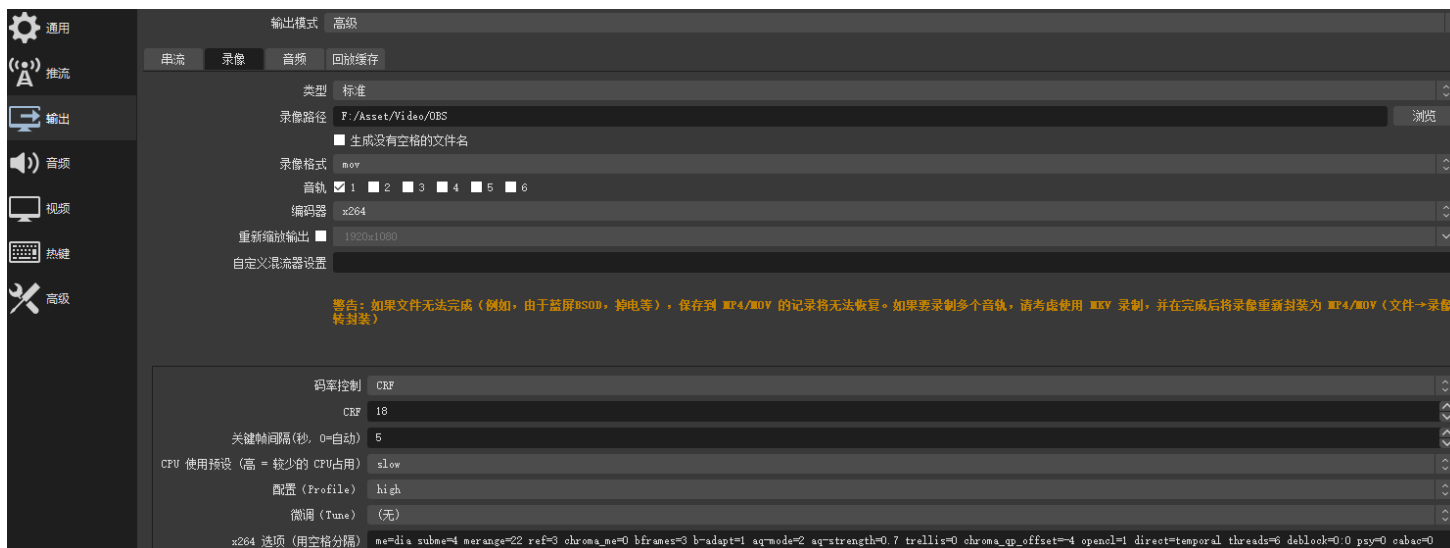 通用
推流
输出
音频
视频
热键
高级
输出模式 高级
串流 录像 音频 回放缓存
类型 标准
录像路径 F:/Asset/Video/OBS 浏览
生成没有空格的文件名
录像格式 mov
音轨 1 2 3 4 5 6
编码器 x264
重新缩放输出 1920x1080
自定义混流器设置
警告：如果文件无法完成（例如，由于蓝屏BSOD，掉电等），保存到 MP4/MOV 的记录将无法恢复。如果要录制多个音轨，请考虑使用 MKV 录制，并在完成后将录像重新封装为 MP4/MOV（文件→录像
转封装）
码率控制 CRF
CRF 18
关键帧间隔(秒, 0=自动) 5
CPU 使用预设（高 = 较少的 CPU占用） slow
配置（Profile） high
微调（Tune） (无)
x264 选项（用空格分隔） me=dia subme=4 merange=22 ref=3 chroma_me=0 bframes=3 b-adapt=1 aq-mode=2 aq-strength=0.7 trellis=0 chroma_qp_offset=-4 opencl=1 direct=temporal threads=6 deblock=0:0 psy=0 cabac=0